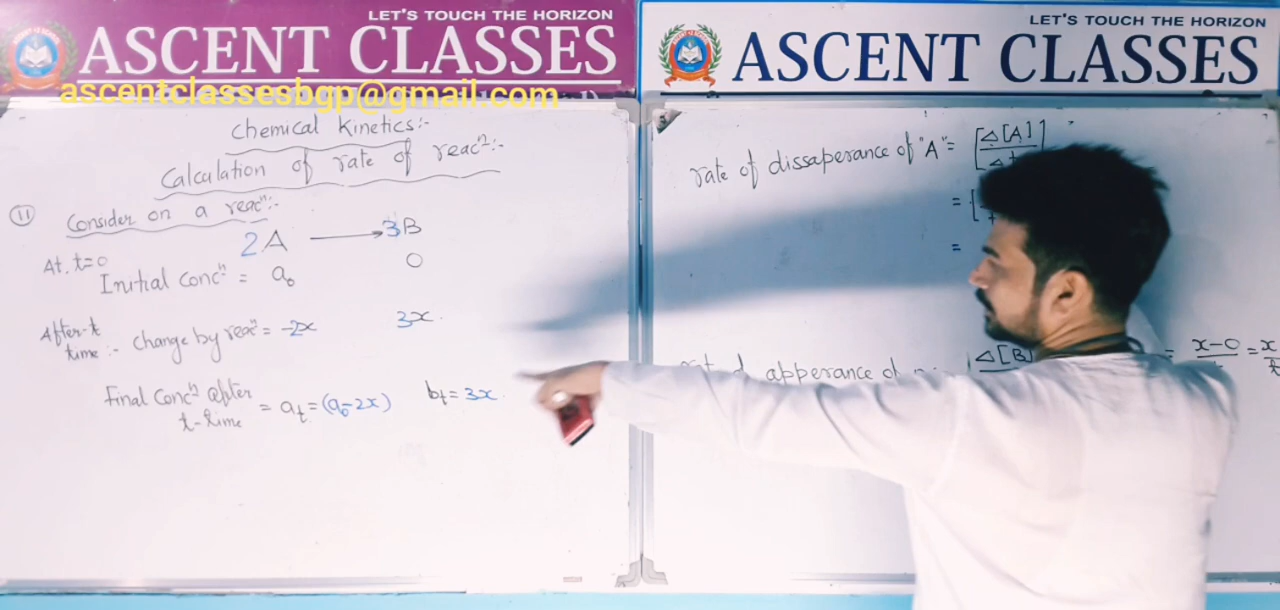 LET'S TOUCH THE HORIZON
ASCENT CLASSES
ascentclassesbgp@gmail.com
Chemical Kinetics:-
Calculation of rate of reacⁿ:-
(11) Consider on a reacⁿ:-
2A ⟶ 3B
At. t=0
Initial Concⁿ = a₀ 0
After-t time:- Change by reacⁿ = -2x 3x.
Final Concⁿ after t-time = aₜ = (a₀-2x) bₜ = 3x.
LET'S TOUCH THE HORIZON
ASCENT CLASSES
rate of dissaperance of "A" = [Δ[A]
=
=
apperance of Δ[B] = x-0 = x/t